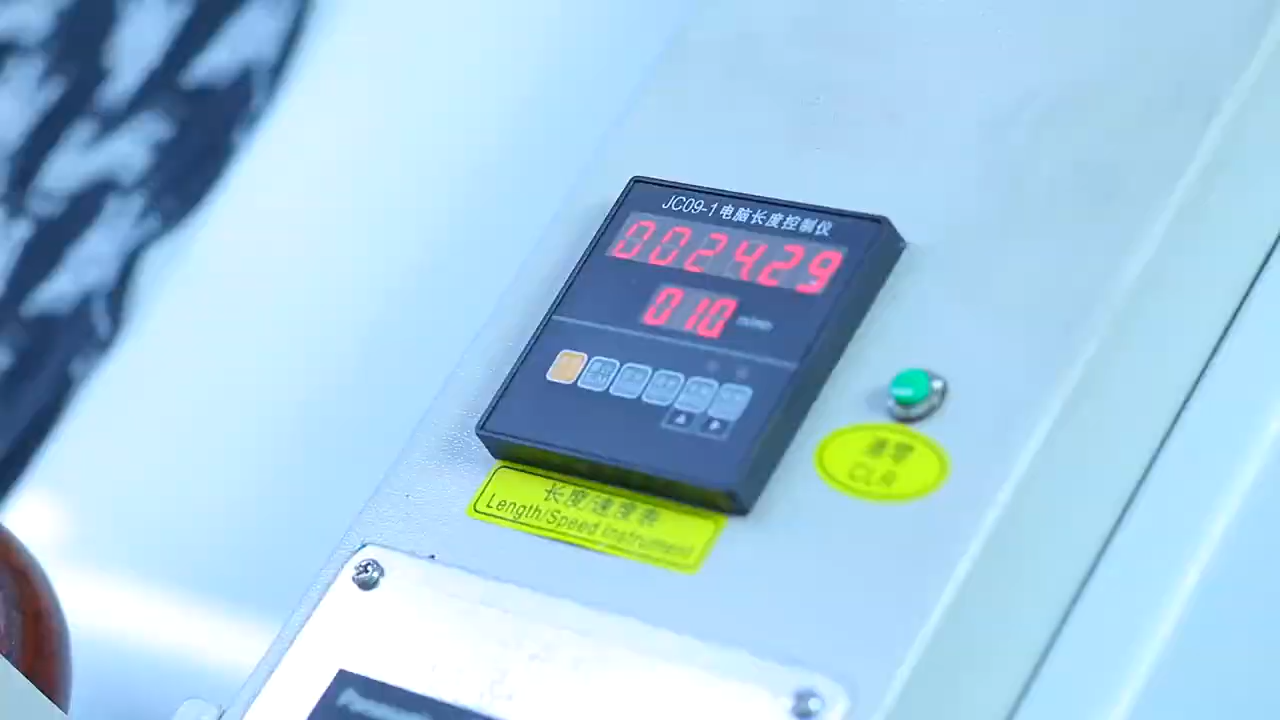 JC09-1电脑长度控制仪
002429
010
m/min
长度/速度表
Length/Speed Instrument
清零
CLR